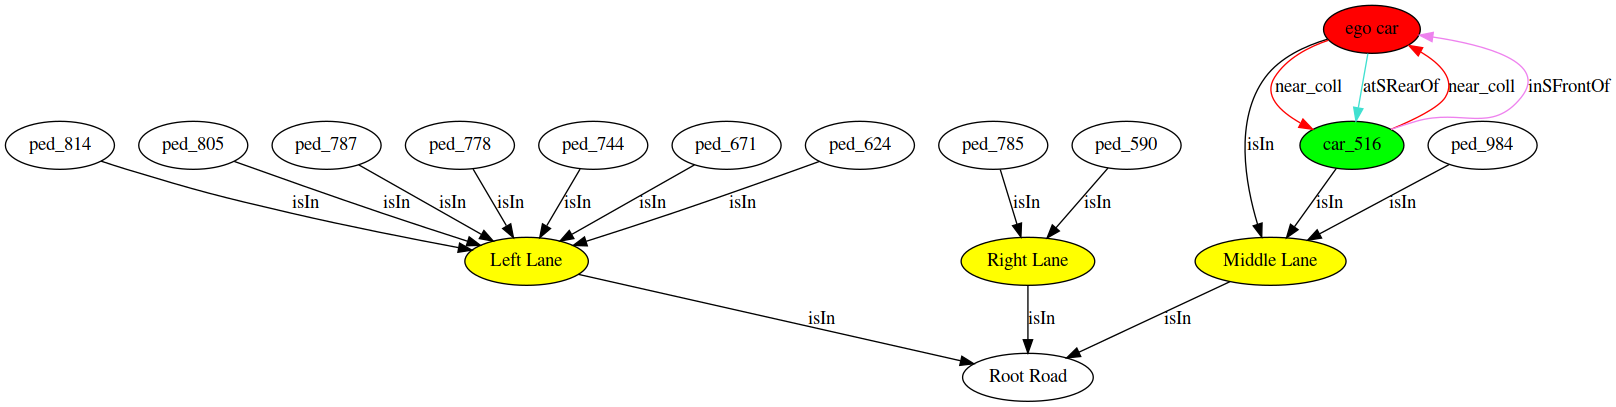 ego car
near_coll atSRearOf near_coll inSFrontOf
ped_814 ped_805 ped_787 ped_778 ped_744 ped_671 ped_624 ped_785 ped_590 isIn car_516 ped_984
isIn isIn isIn isIn isIn isIn isIn isIn isIn isIn isIn
Left Lane Right Lane Middle Lane
isIn isIn isIn
Root Road